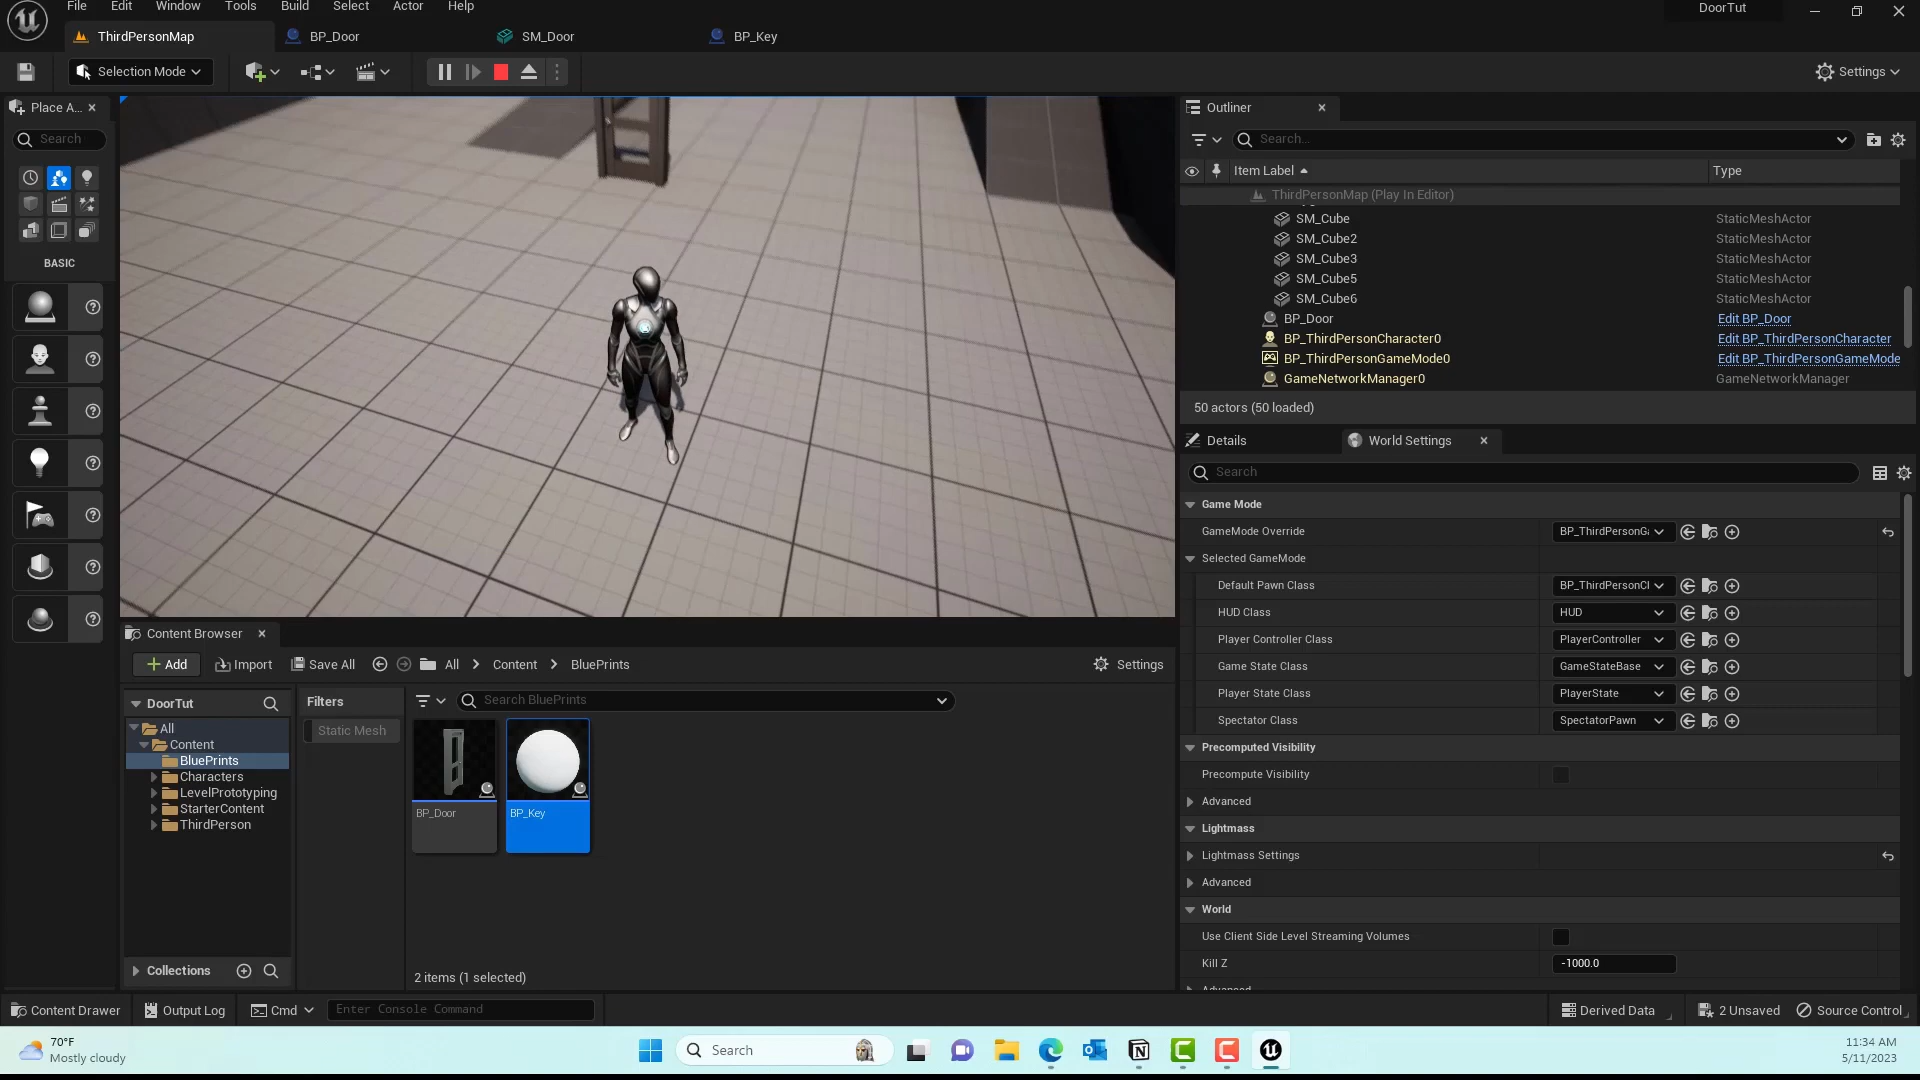 File Edit Window Tools Build Select Actor Help
DoorTut
ThirdPersonMap
BP_Door
SM_Door
BP_Key
Selection Mode
Settings
Place A...
Search
BASIC
Outliner
Search...
Item Label
Type
ThirdPersonMap (Play In Editor)
SM_Cube StaticMeshActor
SM_Cube2 StaticMeshActor
SM_Cube3 StaticMeshActor
SM_Cube5 StaticMeshActor
SM_Cube6 StaticMeshActor
BP_Door Edit BP_Door
BP_ThirdPersonCharacter0 Edit BP_ThirdPersonCharacter
BP_ThirdPersonGameMode0 Edit BP_ThirdPersonGameMode
GameNetworkManager0 GameNetworkManager
50 actors (50 loaded)
Details
World Settings
Search
Game Mode
GameMode Override BP_ThirdPersonGa
Selected GameMode
Default Pawn Class BP_ThirdPersonCl
HUD Class HUD
Player Controller Class PlayerController
Game State Class GameStateBase
Player State Class PlayerState
Spectator Class SpectatorPawn
Precomputed Visibility
Precompute Visibility
Advanced
Lightmass
Lightmass Settings
Advanced
World
Use Client Side Level Streaming Volumes
Kill Z -1000.0
Advanced
Content Browser
Add Import Save All All Content BluePrints Settings
DoorTut
All
Content
BluePrints
Characters
LevelPrototyping
StarterContent
ThirdPerson
Collections
Filters
Static Mesh
Search BluePrints
BP_Door
BP_Key
2 items (1 selected)
Content Drawer Output Log Cmd Enter Console Command Derived Data 2 Unsaved Source Control
70°F
Mostly cloudy
Search
11:34 AM
5/11/2023